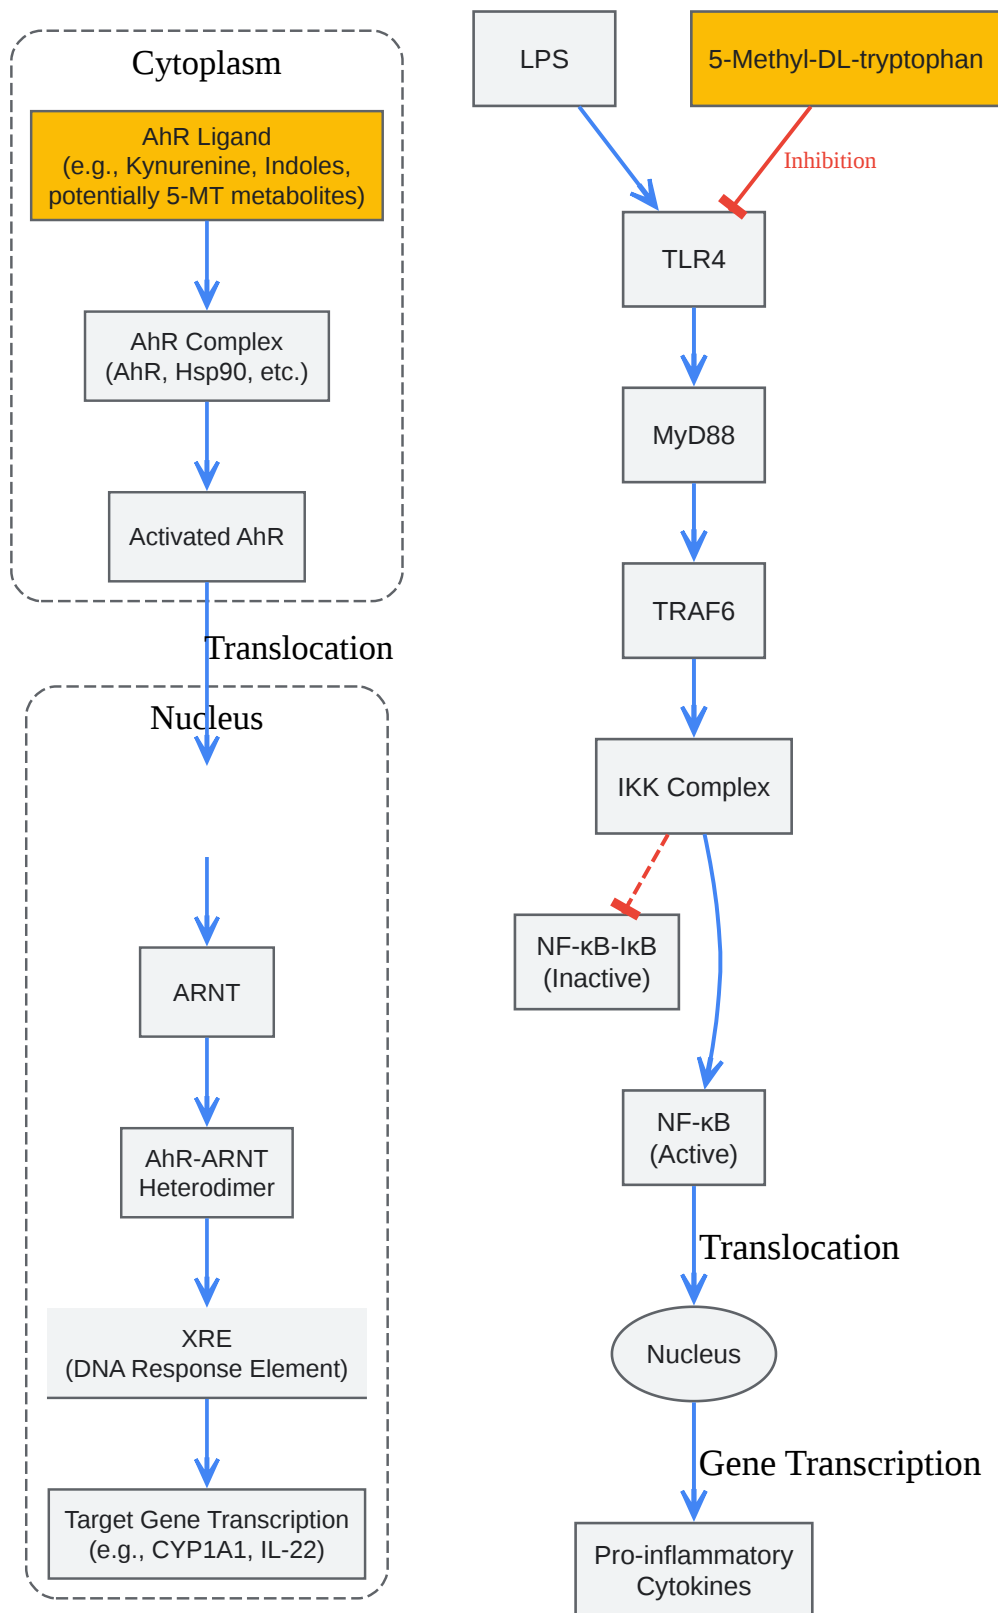 Cytoplasm
AhR Ligand
(e.g., Kynurenine, Indoles,
potentially 5-MT metabolites)
AhR Complex
(AhR, Hsp90, etc.)
Activated AhR
Translocation
Nucleus
ARNT
AhR-ARNT
Heterodimer
XRE
(DNA Response Element)
Target Gene Transcription
(e.g., CYP1A1, IL-22)
LPS
5-Methyl-DL-tryptophan
Inhibition
TLR4
MyD88
TRAF6
IKK Complex
NF-κB-IκB
(Inactive)
NF-κB
(Active)
Translocation
Nucleus
Gene Transcription
Pro-inflammatory
Cytokines